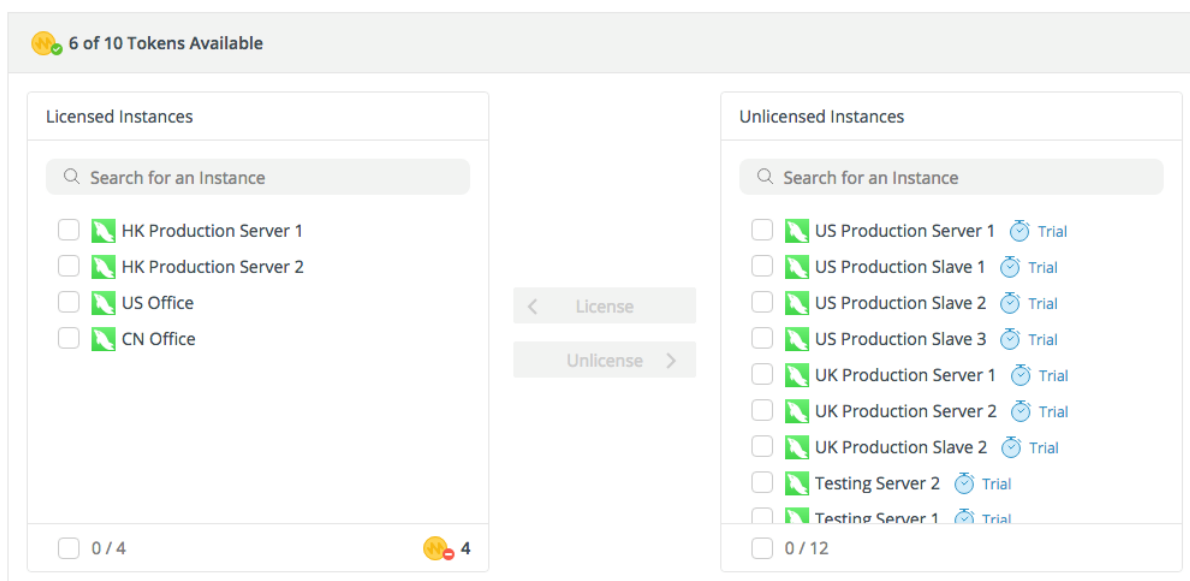 6 of 10 Tokens Available
Licensed Instances
Search for an Instance
HK Production Server 1
HK Production Server 2
US Office
CN Office
0 / 4
4
License
Unlicense
Unlicensed Instances
Search for an Instance
US Production Server 1 Trial
US Production Slave 1 Trial
US Production Slave 2 Trial
US Production Slave 3 Trial
UK Production Server 1 Trial
UK Production Server 2 Trial
UK Production Slave 2 Trial
Testing Server 2 Trial
Testing Server 1 Trial
0 / 12